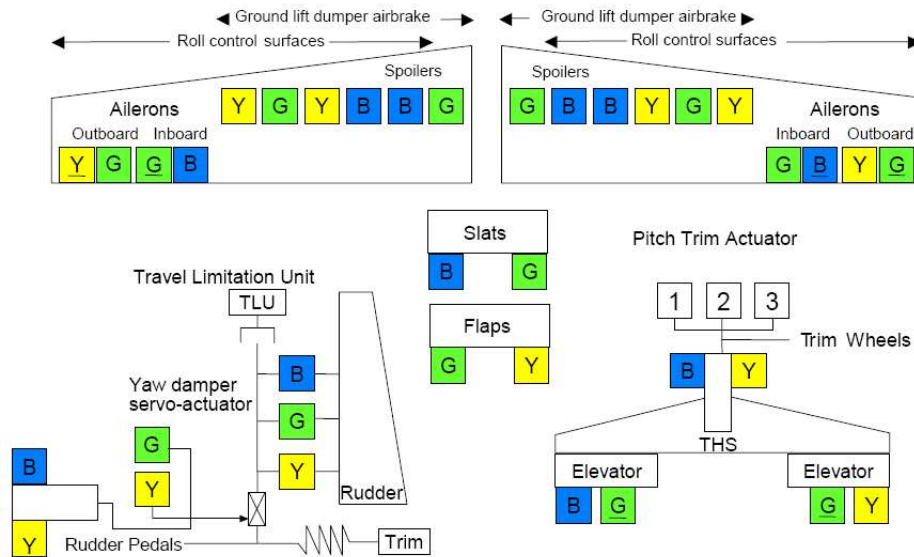 Ground lift dumper airbrake Ground lift dumper airbrake
Roll control surfaces Roll control surfaces
Spoilers Spoilers
Y G Y B B G G B B Y G Y
Ailerons Ailerons
Outboard Inboard Inboard Outboard
Y G G B G B Y G
Slats
B G
Pitch Trim Actuator
Travel Limitation Unit
TLU
1 2 3
Flaps
G Y
Trim Wheels
B
B Y
Yaw damper
servo-actuator
G
G
THS
B
Y
Y
Rudder
Elevator Elevator
B G G Y
Y
Rudder Pedals
Trim